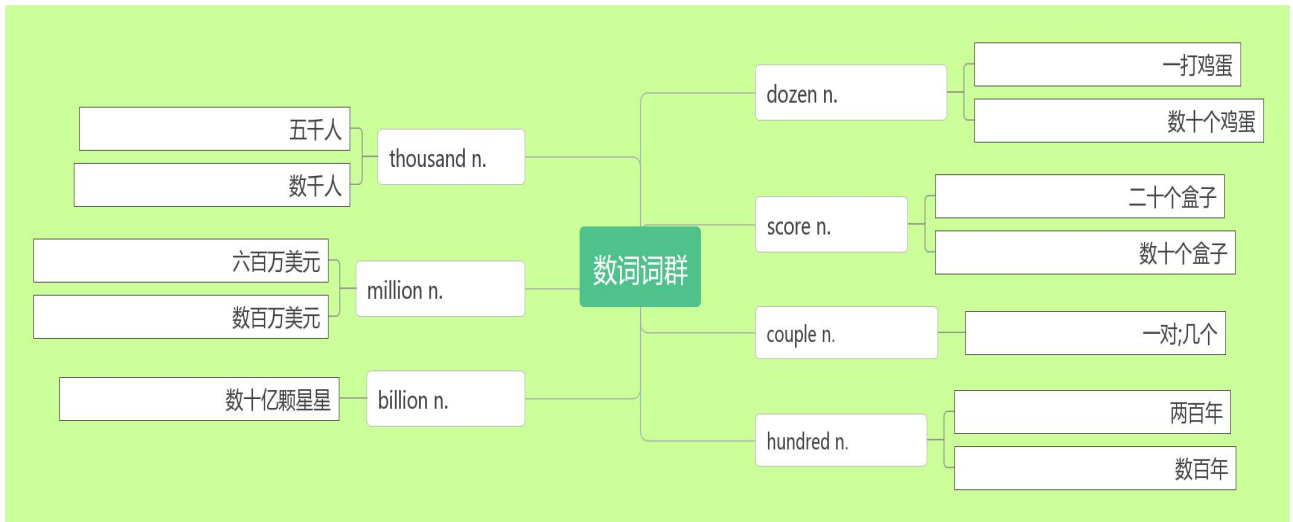 数词词群
dozen n.
一打鸡蛋
数十个鸡蛋
score n.
二十个盒子
数十个盒子
couple n.
一对;几个
hundred n.
两百年
数百年
thousand n.
五千人
数千人
million n.
六百万美元
数百万美元
billion n.
数十亿颗星星